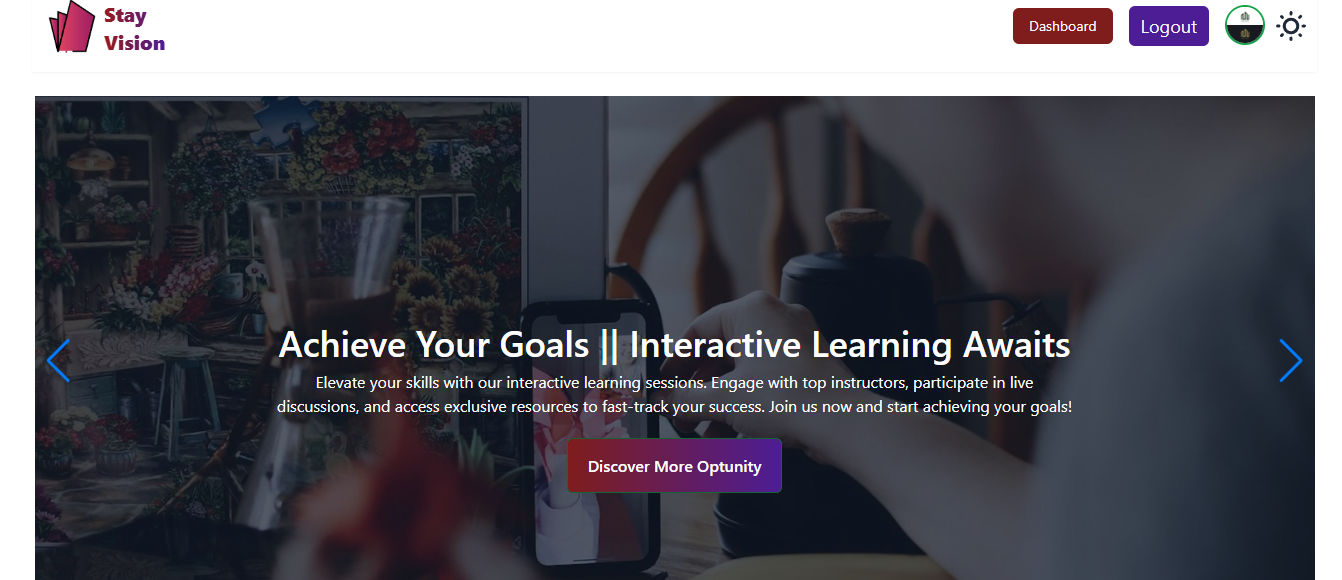 Stay
Vision
Dashboard
Logout
Achieve Your Goals || Interactive Learning Awaits
Elevate your skills with our interactive learning sessions. Engage with top instructors, participate in live
discussions, and access exclusive resources to fast-track your success. Join us now and start achieving your goals!
Discover More Optunity